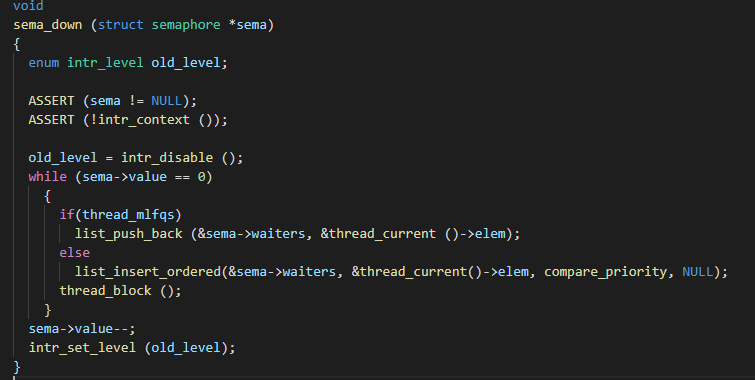 void
sema_down (struct semaphore *sema)
{
  enum intr_level old_level;

  ASSERT (sema != NULL);
  ASSERT (!intr_context ());

  old_level = intr_disable ();
  while (sema->value == 0)
    {
      if(thread_mlfqs)
        list_push_back (&sema->waiters, &thread_current ()->elem);
      else
        list_insert_ordered(&sema->waiters, &thread_current()->elem, compare_priority, NULL);
      thread_block ();
    }
  sema->value--;
  intr_set_level (old_level);
}